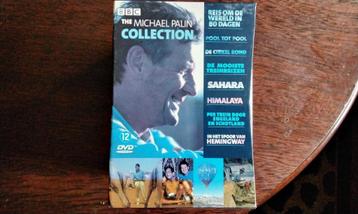 BBC
THE MICHAEL PALIN
COLLECTION
12
DVD
REIS OM DE
WERELD IN
80 DAGEN
POOL TOT POOL
DE CIRKEL ROND
DE MOOISTE
TREINREIZEN
SAHARA
HIMALAYA
PER TREIN DOOR
ENGELAND
EN SCHOTLAND
IN HET SPOOR VAN
HEMINGWAY